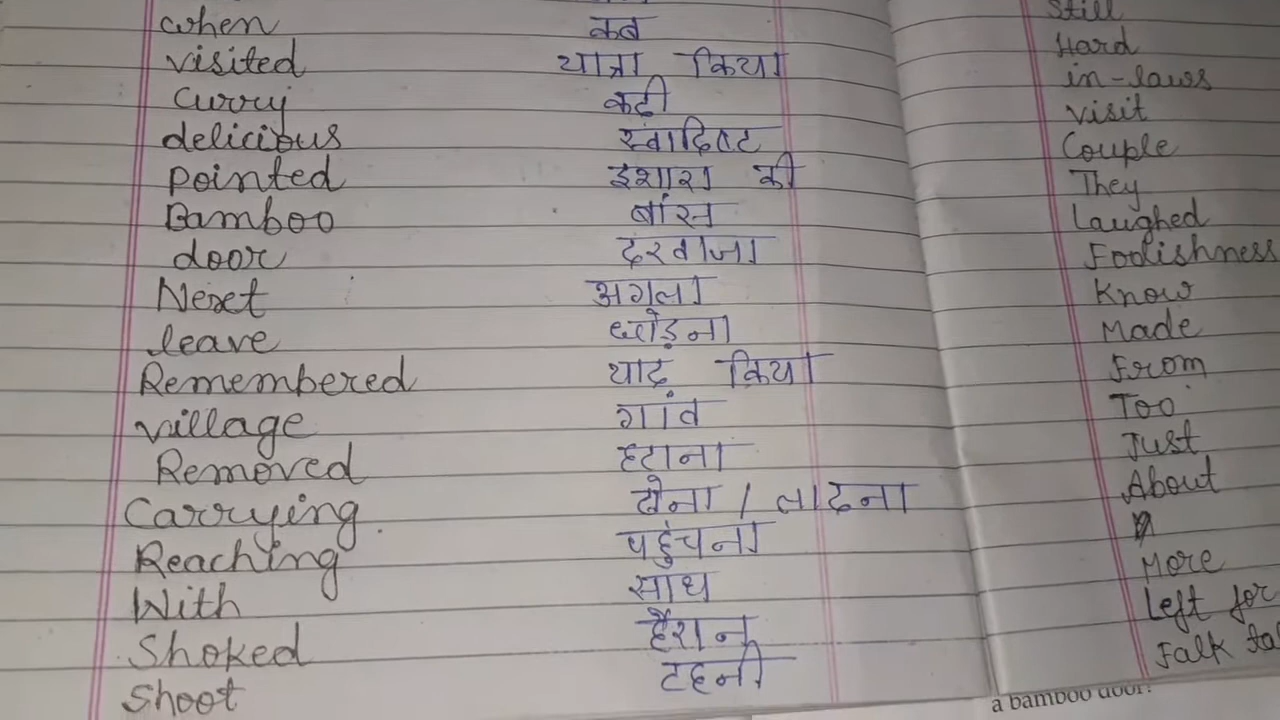 when कब
visited यात्रा किया
curry कढ़ी
delicious स्वादिष्ट
pointed इशारा की
Bamboo बांस
door दरवाजा
Next अगला
leave छोड़ना
Remembered याद किया
village गांव
Removed हटाना
Carrying ढोना / लादना
Reaching पहुंचना
With साथ
Shoked हैरान
Shoot टहनी
Still
Hard
in-laws
visit
Couple
They
Laughed
Foolishness
Know
Made
From
Too
Just
About
More
Left for
Falk
a bamboo door?